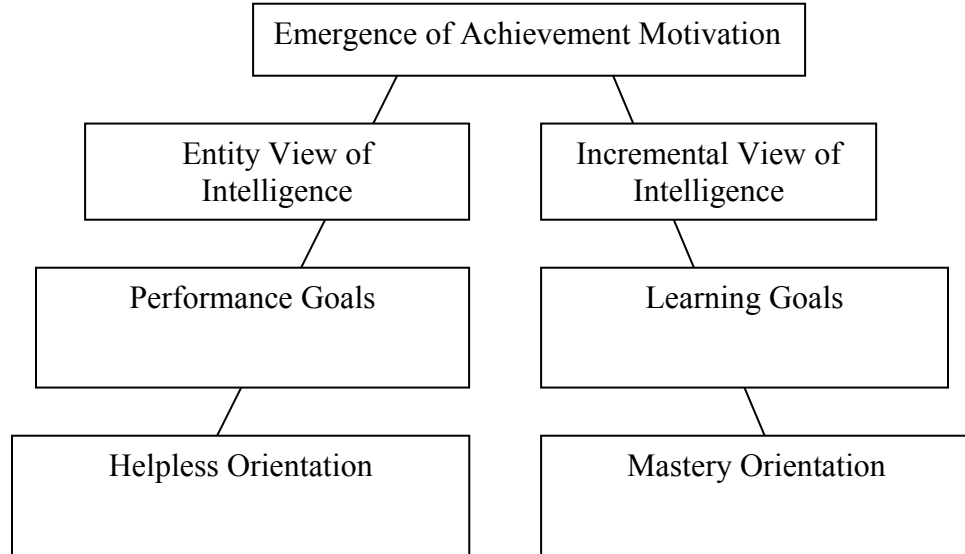 Emergence of Achievement Motivation
Entity View of
Intelligence
Incremental View of
Intelligence
Performance Goals
Learning Goals
Helpless Orientation
Mastery Orientation